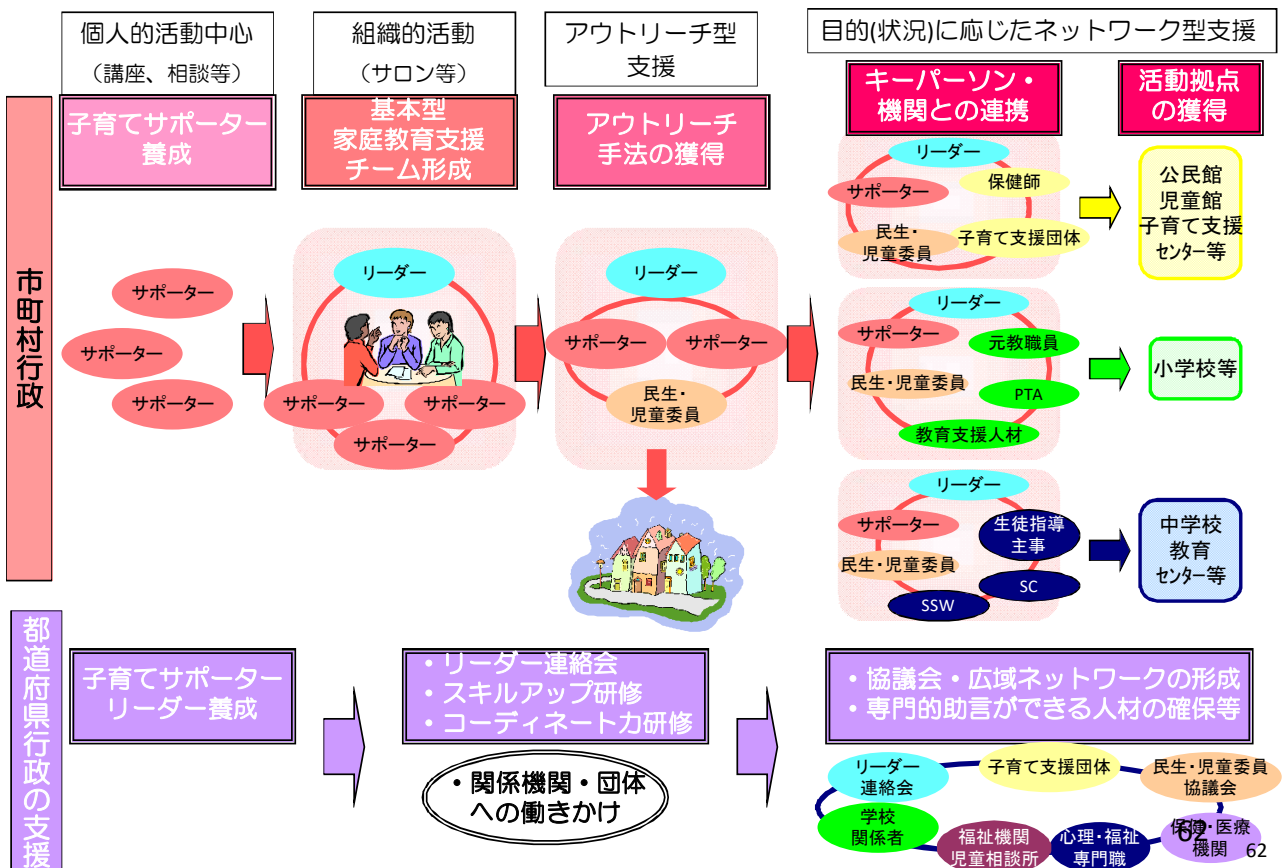 個人的活動中心
（講座、相談等）
組織的活動
（サロン等）
アウトリーチ型
支援
目的(状況)に応じたネットワーク型支援
子育てサポーター
養成
基本型
家庭教育支援
チーム形成
アウトリーチ
手法の獲得
キーパーソン・
機関との連携
活動拠点
の獲得
市町村行政
サポーター
サポーター
サポーター
リーダー
サポーター
サポーター
サポーター
リーダー
サポーター
サポーター
民生・
児童委員
リーダー
サポーター
保健師
民生・
児童委員
子育て支援団体
公民館
児童館
子育て支援
センター等
リーダー
サポーター
元教職員
民生・児童委員
PTA
教育支援人材
小学校等
リーダー
サポーター
生徒指導
主事
民生・児童委員
SC
SSW
中学校
教育
センター等
都道府県行政の支援
子育てサポーター
リーダー養成
・リーダー連絡会
・スキルアップ研修
・コーディネート力研修
・関係機関・団体
への働きかけ
・協議会・広域ネットワークの形成
・専門的助言ができる人材の確保等
リーダー
連絡会
子育て支援団体
民生・児童委員
協議会
学校
関係者
福祉機関
児童相談所
心理・福祉
専門職
保健・医療
機関
62
62